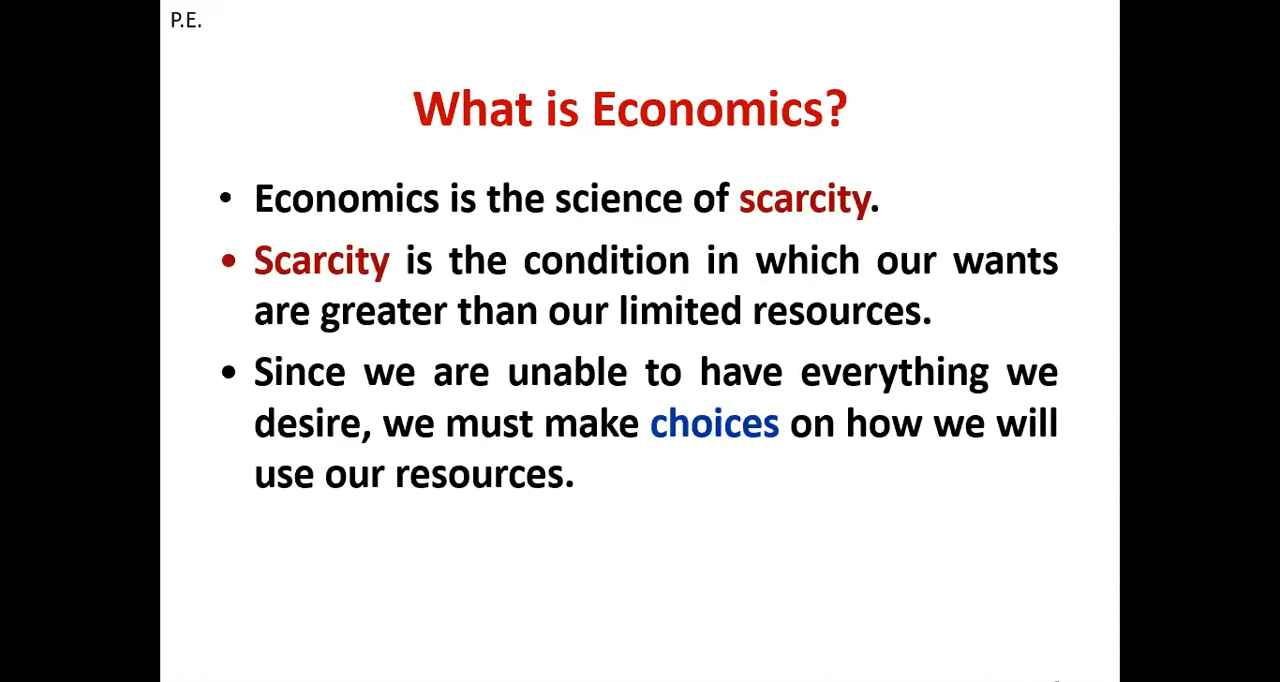 P.E.
What is Economics?
• Economics is the science of scarcity.
• Scarcity is the condition in which our wants
are greater than our limited resources.
• Since we are unable to have everything we
desire, we must make choices on how we will
use our resources.